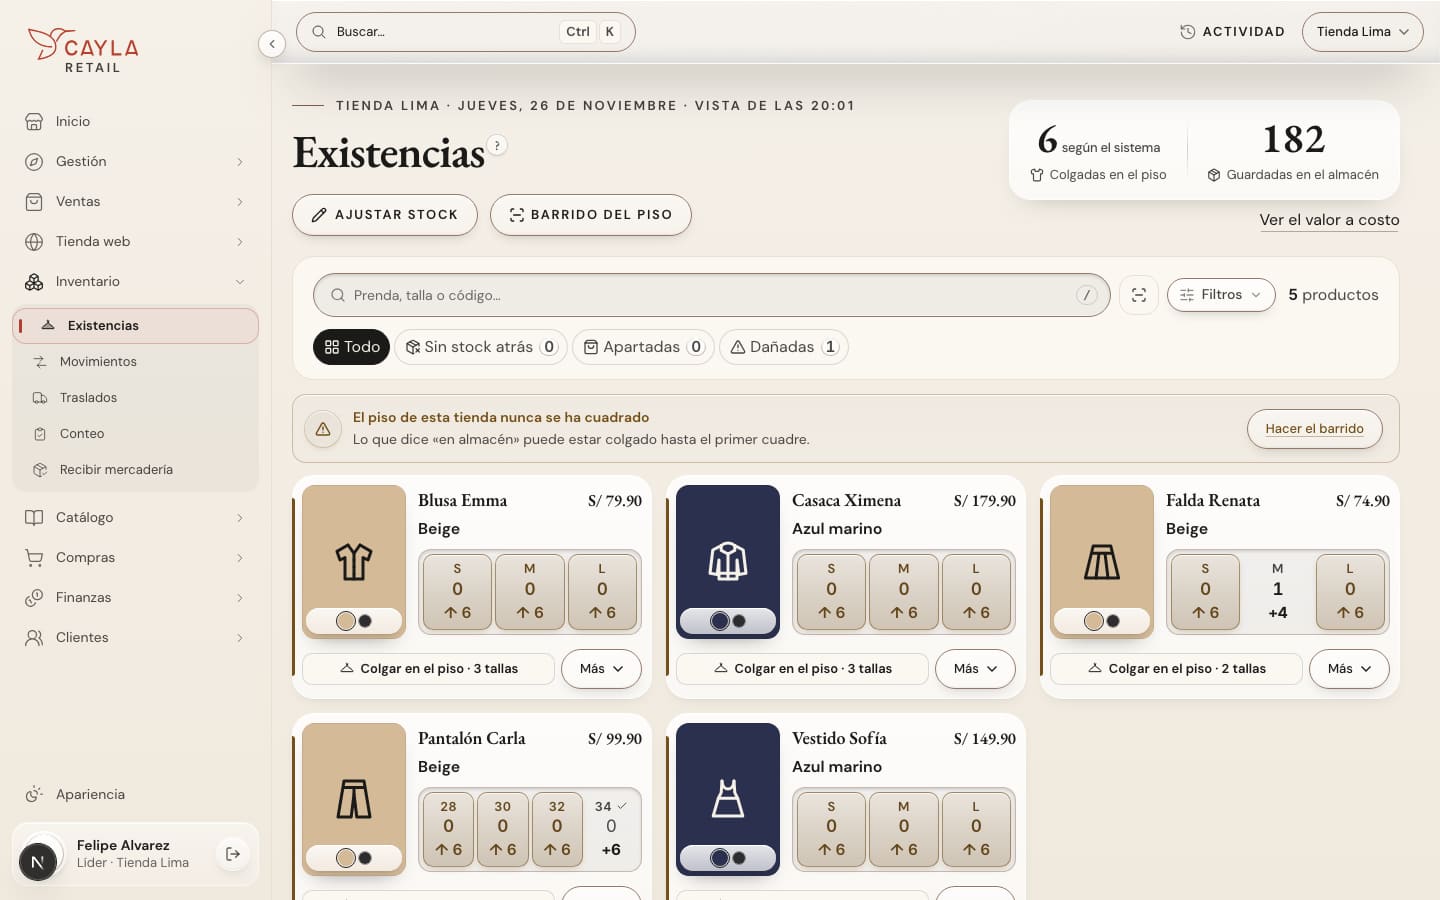 CAYLA
RETAIL
Inicio
Gestión
Ventas
Tienda web
Inventario
Existencias
Movimientos
Traslados
Conteo
Recibir mercadería
Catálogo
Compras
Finanzas
Clientes
Apariencia
N
Felipe Alvarez
Líder · Tienda Lima
Buscar... Ctrl K
ACTIVIDAD
Tienda Lima
TIENDA LIMA · JUEVES, 26 DE NOVIEMBRE · VISTA DE LAS 20:01
Existencias ?
AJUSTAR STOCK
BARRIDO DEL PISO
6 según el sistema
Colgadas en el piso
182
Guardadas en el almacén
Ver el valor a costo
Prenda, talla o código... /
Filtros
5 productos
Todo
Sin stock atrás 0
Apartadas 0
Dañadas 1
El piso de esta tienda nunca se ha cuadrado
Lo que dice «en almacén» puede estar colgado hasta el primer cuadre.
Hacer el barrido
Blusa Emma S/ 79.90
Beige
S M L
0 0 0
↑ 6 ↑ 6 ↑ 6
Colgar en el piso · 3 tallas
Más
Casaca Ximena S/ 179.90
Azul marino
S M L
0 0 0
↑ 6 ↑ 6 ↑ 6
Colgar en el piso · 3 tallas
Más
Falda Renata S/ 74.90
Beige
S M L
0 1 0
↑ 6 +4 ↑ 6
Colgar en el piso · 2 tallas
Más
Pantalón Carla S/ 99.90
Beige
28 30 32 34
0 0 0 0
↑ 6 ↑ 6 ↑ 6 +6
Vestido Sofía S/ 149.90
Azul marino
S M L
0 0 0
↑ 6 ↑ 6 ↑ 6